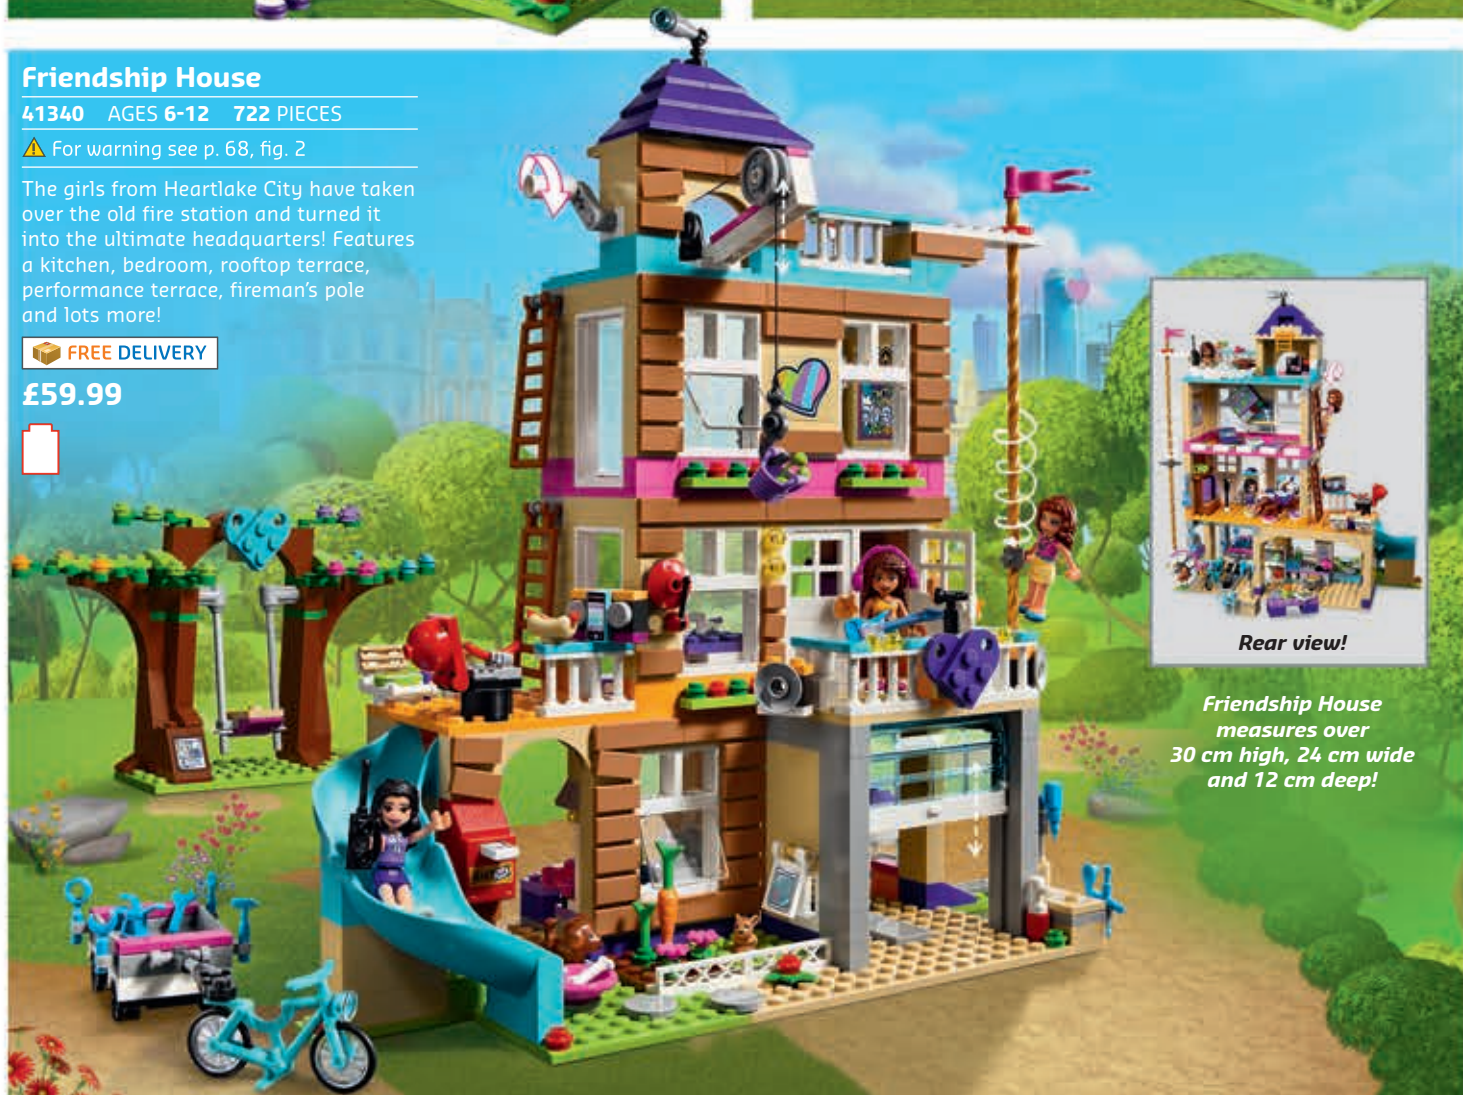 Friendship House
41340 AGES 6-12 722 PIECES
For warning see p. 68, fig. 2
The girls from Heartlake City have taken
over the old fire station and turned it
into the ultimate headquarters! Features
a kitchen, bedroom, rooftop terrace,
performance terrace, fireman's pole
and lots more!
FREE DELIVERY
£59.99
Rear view!
Friendship House
measures over
30 cm high, 24 cm wide
and 12 cm deep!